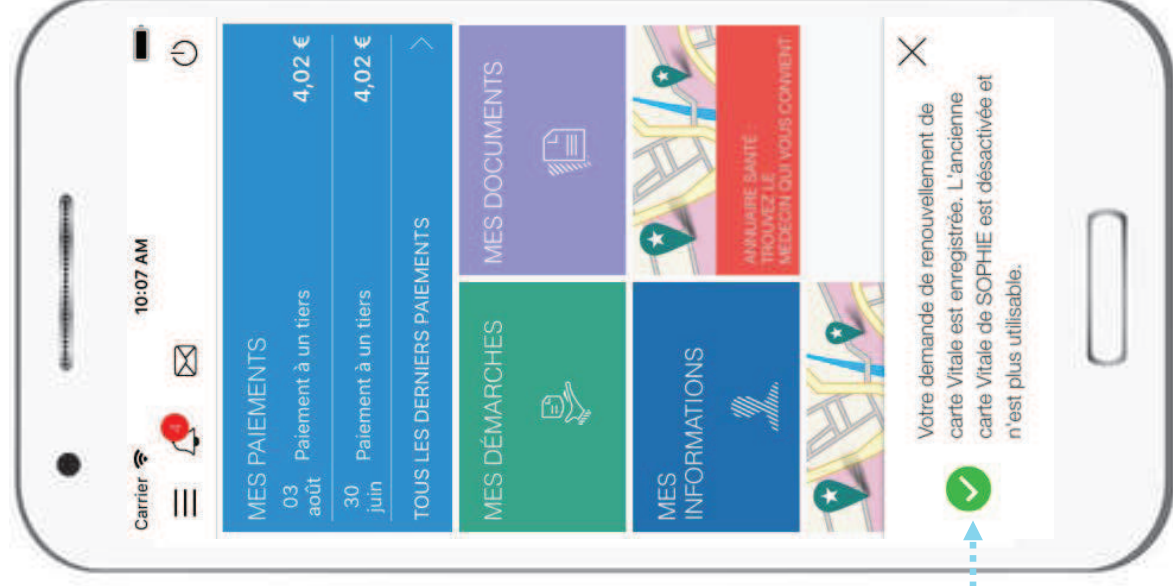 Carrier
10:07 AM
4
MES PAIEMENTS
03 août Paiement à un tiers 4,02 €
30 juin Paiement à un tiers 4,02 €
TOUS LES DERNIERS PAIEMENTS
MES DÉMARCHES
MES DOCUMENTS
MES
INFORMATIONS
ANNUAIRE SANTÉ :
TROUVEZ LE
MEDECIN QUI VOUS CONVIENT
Votre demande de renouvellement de
carte Vitale est enregistrée. L'ancienne
carte Vitale de SOPHIE est désactivée et
n'est plus utilisable.